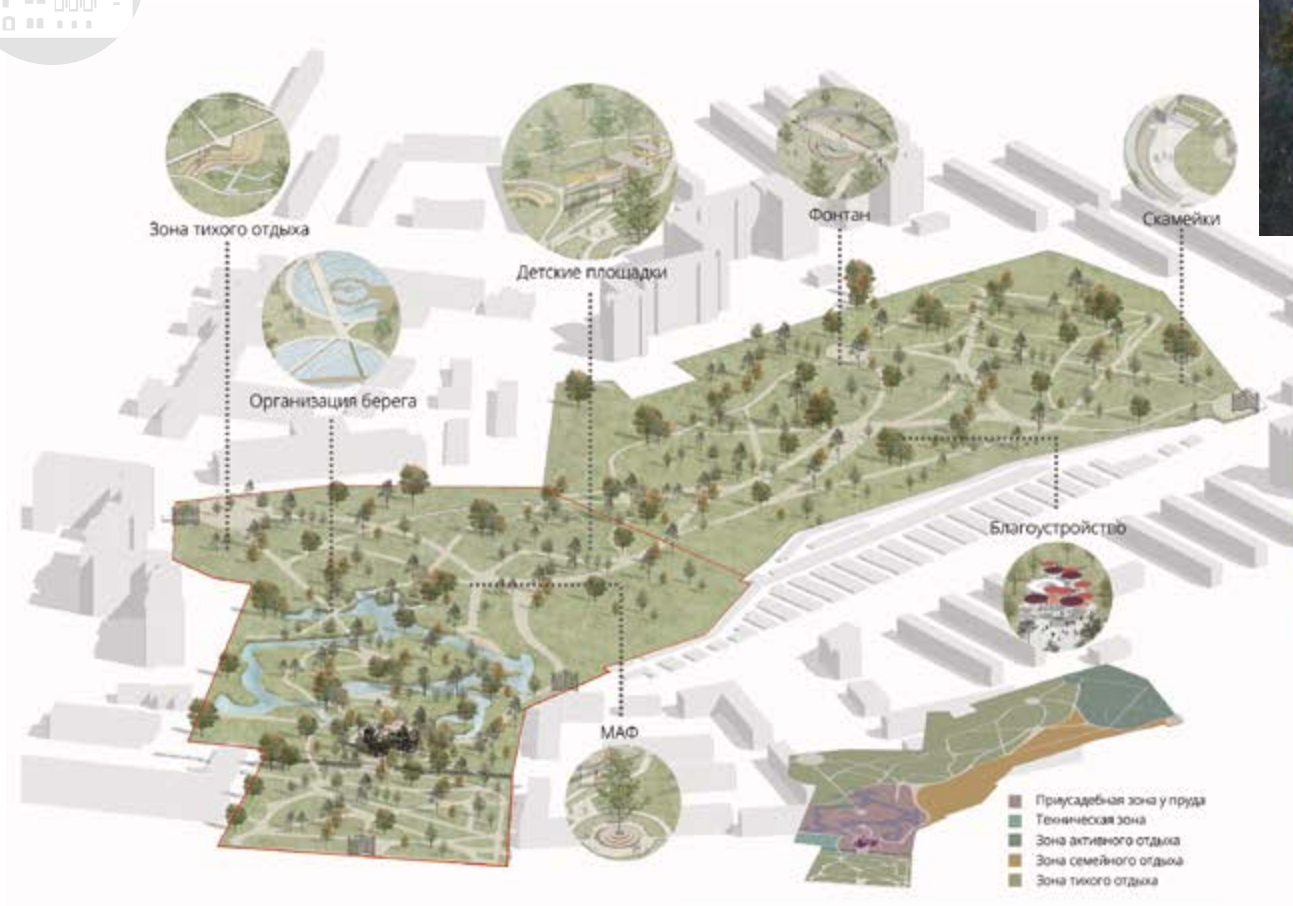 Зона тихого отдыха
Детские площадки
Фонтан
Скамейки
Организация берега
Благоустройство
МАФ
Приусадебная зона у пруда
Техническая зона
Зона активного отдыха
Зона семейного отдыха
Зона тихого отдыха